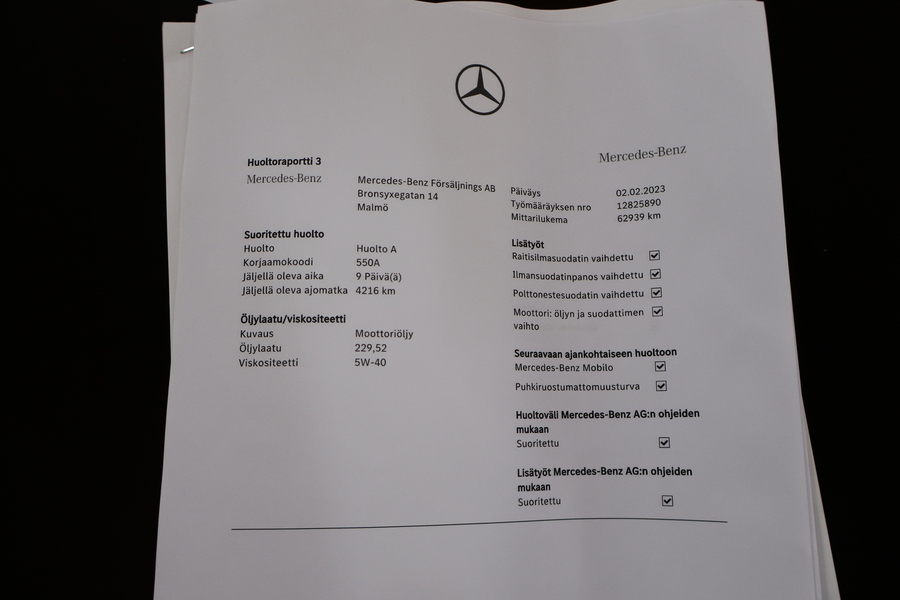 Mercedes-Benz
Huoltoraportti 3
Mercedes-Benz Mercedes-Benz Försäljnings AB
Bronsyxegatan 14
Malmö
Päiväys 02.02.2023
Työmääräyksen nro 12825890
Mittarilukema 62939 km
Suoritettu huolto
Huolto Huolto A
Korjaamokoodi 550A
Jäljellä oleva aika 9 Päivä(ä)
Jäljellä oleva ajomatka 4216 km
Öljylaatu/viskositeetti
Kuvaus Moottoriöljy
Öljylaatu 229,52
Viskositeetti 5W-40
Lisätyöt
Raitisilmasuodatin vaihdettu
Ilmansuodatinpanos vaihdettu
Polttonestesuodatin vaihdettu
Moottori: öljyn ja suodattimen
vaihto
Seuraavaan ajankohtaiseen huoltoon
Mercedes-Benz Mobilo
Puhkiruostumattomuusturva
Huoltoväli Mercedes-Benz AG:n ohjeiden
mukaan
Suoritettu
Lisätyöt Mercedes-Benz AG:n ohjeiden
mukaan
Suoritettu